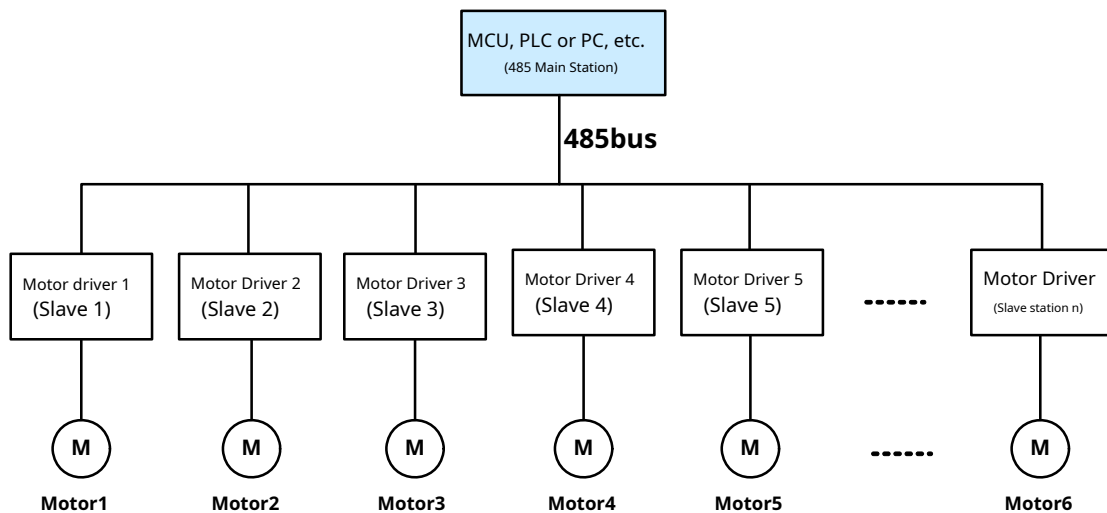 MCU, PLC or PC, etc.
(485 Main Station)
485bus
Motor driver 1
(Slave 1)
Motor Driver 2
(Slave 2)
Motor Driver 3
(Slave 3)
Motor Driver 4
(Slave 4)
Motor Driver 5
(Slave 5)
Motor Driver
(Slave station n)
M
M
M
M
M
M
Motor1
Motor2
Motor3
Motor4
Motor5
Motor6